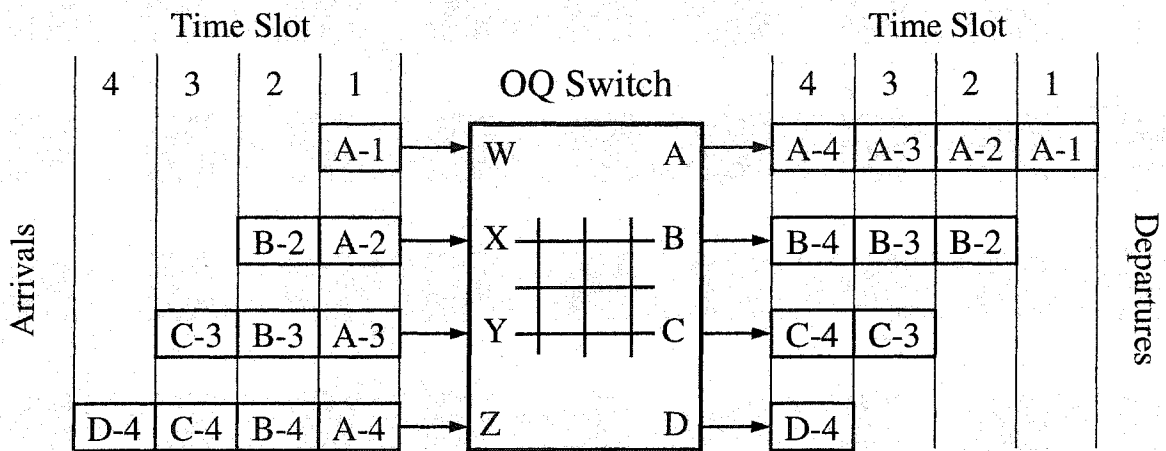 Time Slot Time Slot
4 3 2 1 OQ Switch 4 3 2 1
A-1 W A A-4 A-3 A-2 A-1
B-2 A-2 X B B-4 B-3 B-2
Arrivals
Departures
C-3 B-3 A-3 Y C C-4 C-3
D-4 C-4 B-4 A-4 Z D D-4